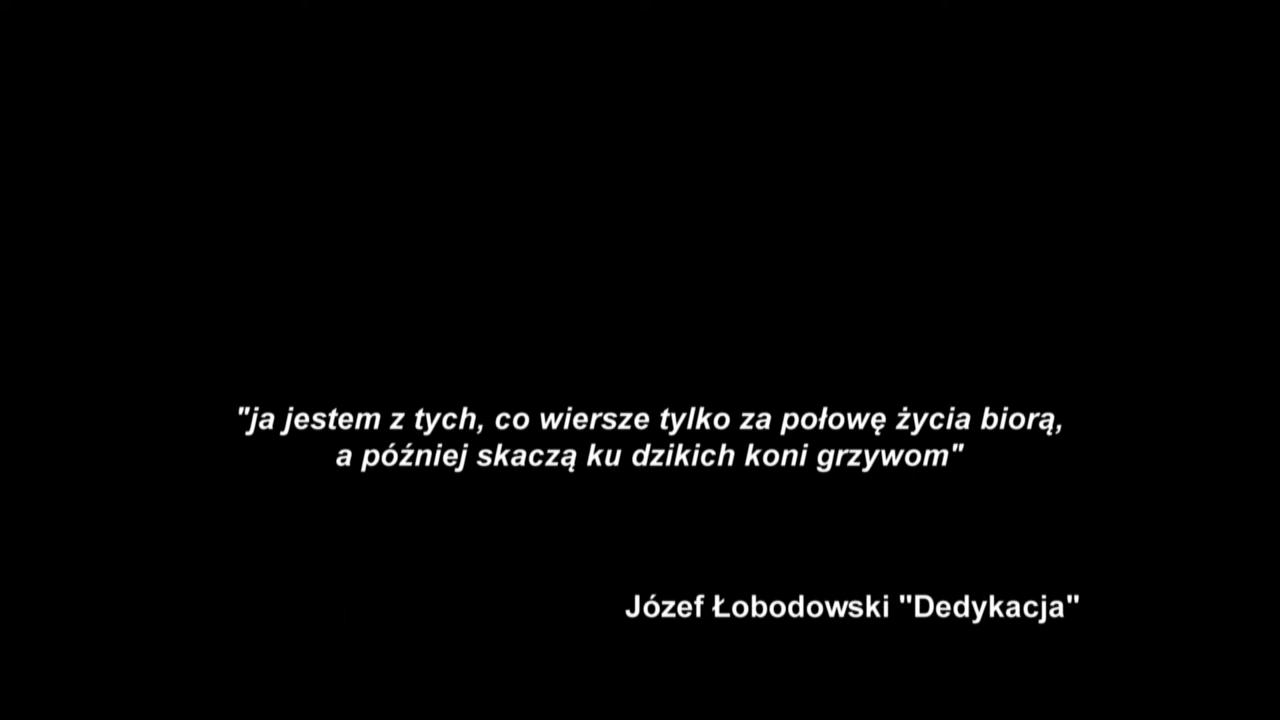 "ja jestem z tych, co wiersze tylko za połowę życia biorą,
a później skaczą ku dzikich koni grzywom"
Józef Łobodowski "Dedykacja"